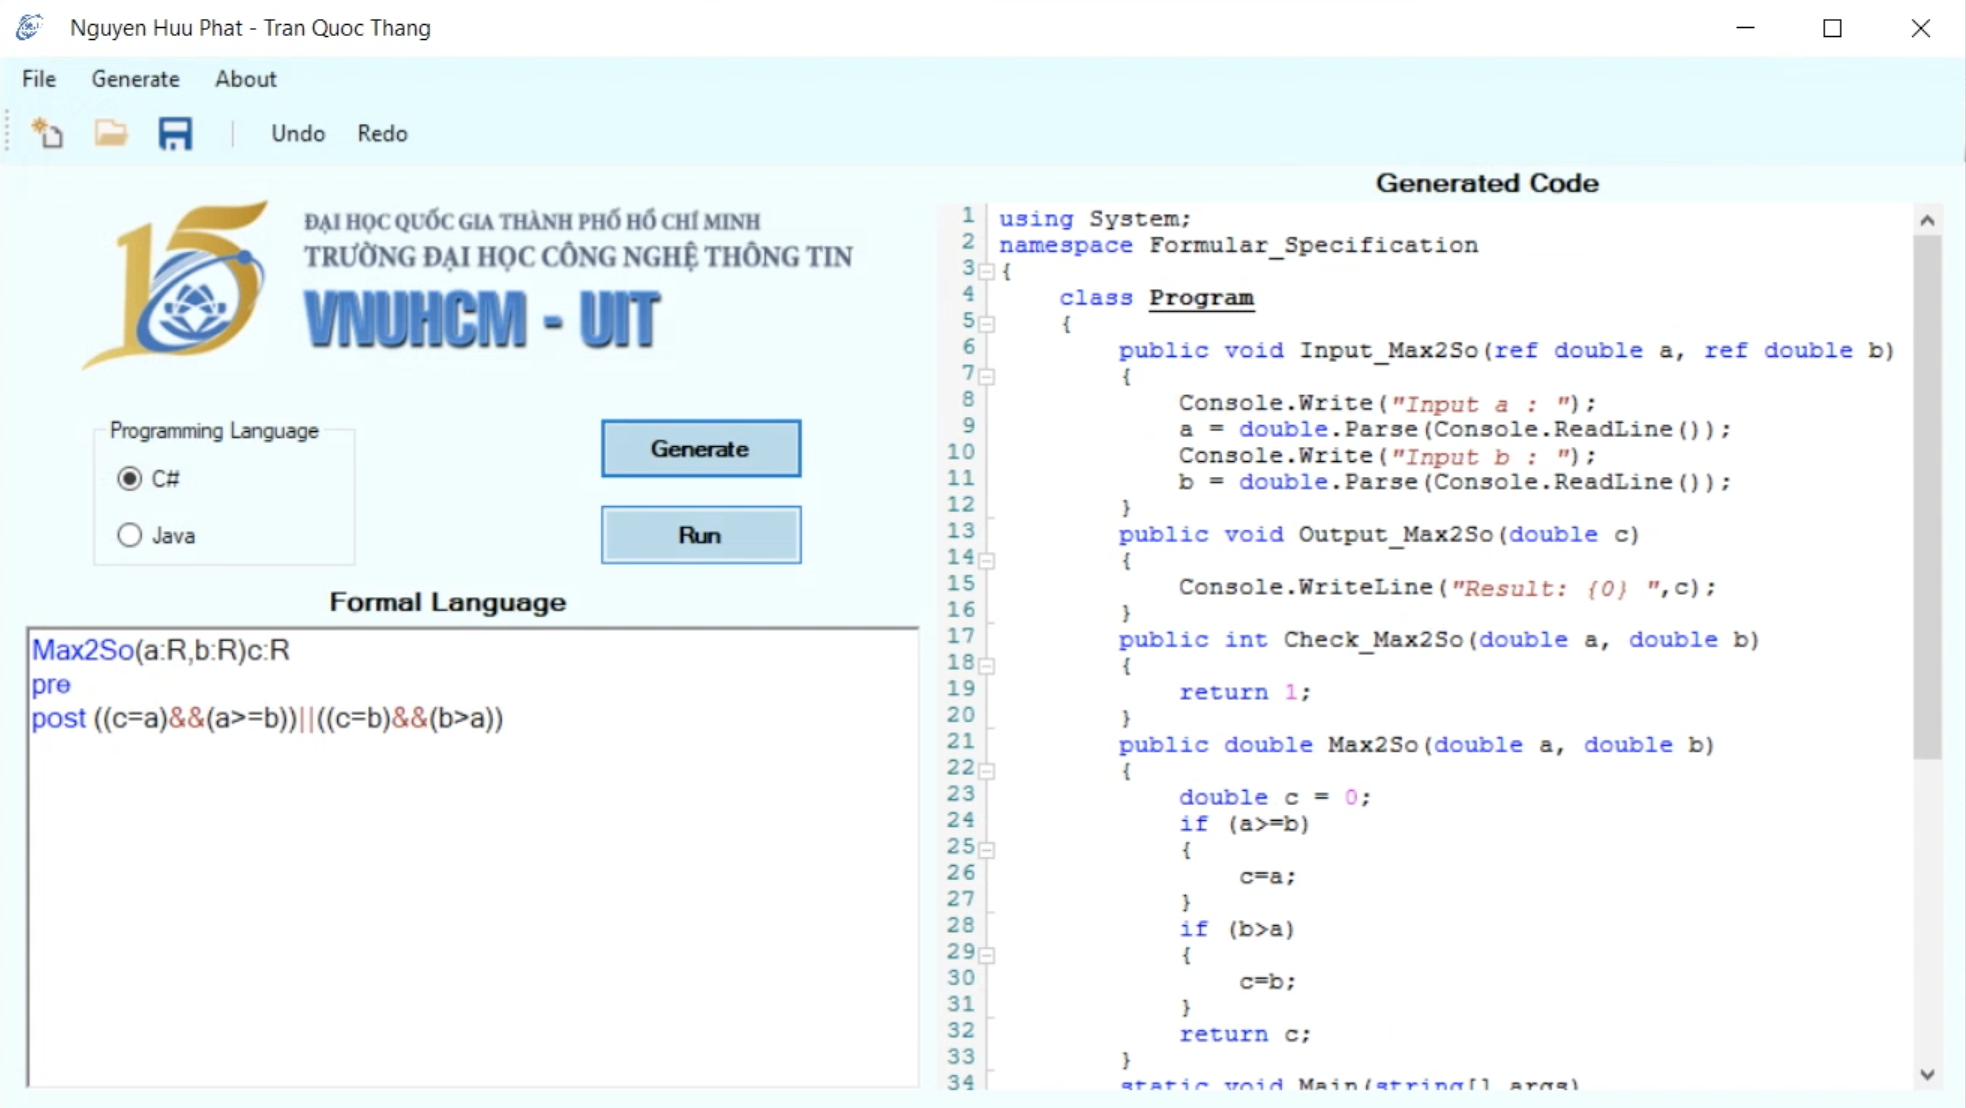 Nguyen Huu Phat - Tran Quoc Thang
File Generate About
Undo Redo
ĐẠI HỌC QUỐC GIA THÀNH PHỐ HỒ CHÍ MINH
TRƯỜNG ĐẠI HỌC CÔNG NGHỆ THÔNG TIN
VNUHCM - UIT
15
Programming Language
C#
Java
Generate
Run
Formal Language
Max2So(a:R,b:R)c:R
pre
post ((c=a)&&(a>=b))||((c=b)&&(b>a))
Generated Code
1 using System;
2 namespace Formular_Specification
3 {
4 class Program
5 {
6 public void Input_Max2So(ref double a, ref double b)
7 {
8 Console.Write("Input a : ");
9 a = double.Parse(Console.ReadLine());
10 Console.Write("Input b : ");
11 b = double.Parse(Console.ReadLine());
12 }
13 public void Output_Max2So(double c)
14 {
15 Console.WriteLine("Result: {0} ",c);
16 }
17 public int Check_Max2So(double a, double b)
18 {
19 return 1;
20 }
21 public double Max2So(double a, double b)
22 {
23 double c = 0;
24 if (a>=b)
25 {
26 c=a;
27 }
28 if (b>a)
29 {
30 c=b;
31 }
32 return c;
33 }
34 static void Main(string[] args)